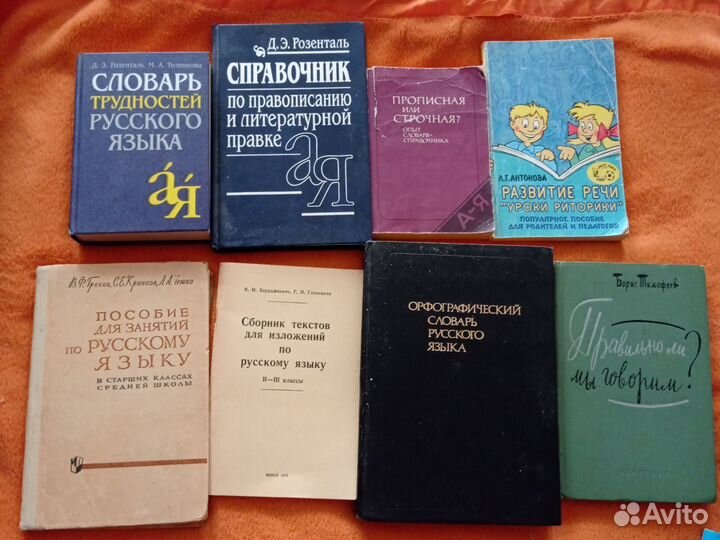 Д. Э. Розенталь, М. А. Теленкова
СЛОВАРЬ
ТРУДНОСТЕЙ
РУССКОГО
ЯЗЫКА
а́-я́
Д. Э. Розенталь
СПРАВОЧНИК
по правописанию
и литературной
правке
а-я
ПРОПИСНАЯ
ИЛИ
СТРОЧНАЯ?
ОПЫТ
СЛОВАРЯ-
СПРАВОЧНИКА
А-Я
Л.Г.АНТОНОВА
РАЗВИТИЕ РЕЧИ
"УРОКИ РИТОРИКИ"
ПОПУЛЯРНОЕ ПОСОБИЕ
ДЛЯ РОДИТЕЛЕЙ И ПЕДАГОГОВ
В.Ф.Греков, С.Е.Крючков, Л.А.Чешко
ПОСОБИЕ
ДЛЯ ЗАНЯТИЙ
ПО РУССКОМУ
ЯЗЫКУ
В СТАРШИХ КЛАССАХ
СРЕДНЕЙ ШКОЛЫ
Сборник текстов
для изложений
по
русскому языку
II—III классы
ОРФОГРАФИЧЕСКИЙ
СЛОВАРЬ
РУССКОГО
ЯЗЫКА
Борис Тимофеев
Правильно ли
мы говорим?
Avito